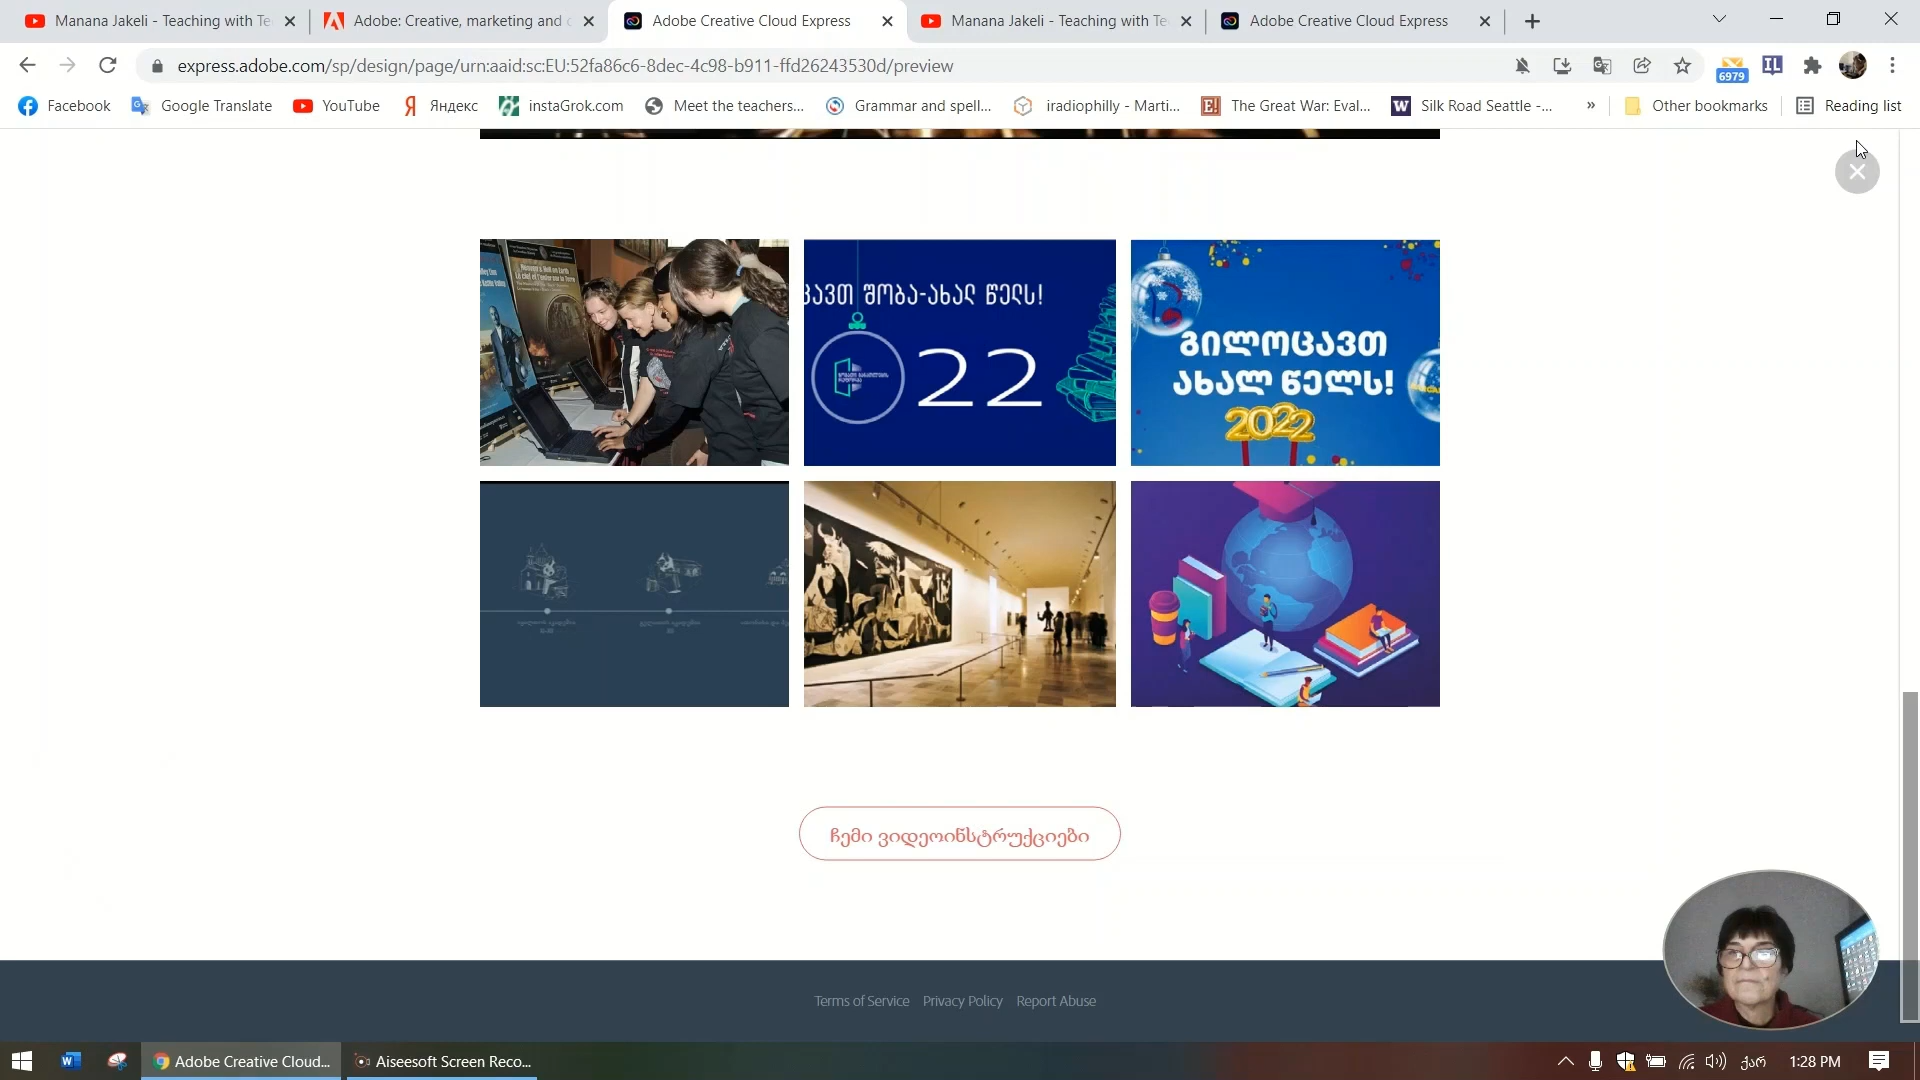 Manana Jakeli - Teaching with Te
Adobe: Creative, marketing and
Adobe Creative Cloud Express
Manana Jakeli - Teaching with Te
Adobe Creative Cloud Express
express.adobe.com/sp/design/page/urn:aaid:sc:EU:52fa86c6-8dec-4c98-b911-ffd26243530d/preview
6979
IL
Facebook
Google Translate
YouTube
Яндекс
instaGrok.com
Meet the teachers...
Grammar and spell...
iradiophilly - Marti...
The Great War: Eval...
Silk Road Seattle -...
»
Other bookmarks
Reading list
ᲨᲝᲑᲐ-ᲐᲮᲐᲚ ᲬᲔᲚᲡ!
22
ᲒᲘᲚᲝᲪᲐᲕᲗ
ᲐᲮᲐᲚ ᲬᲔᲚᲡ!
2022
ჩემი ვიდეოინსტრუქციები
Terms of Service
Privacy Policy
Report Abuse
Adobe Creative Cloud...
Aiseesoft Screen Reco...
ქარ
1:28 PM